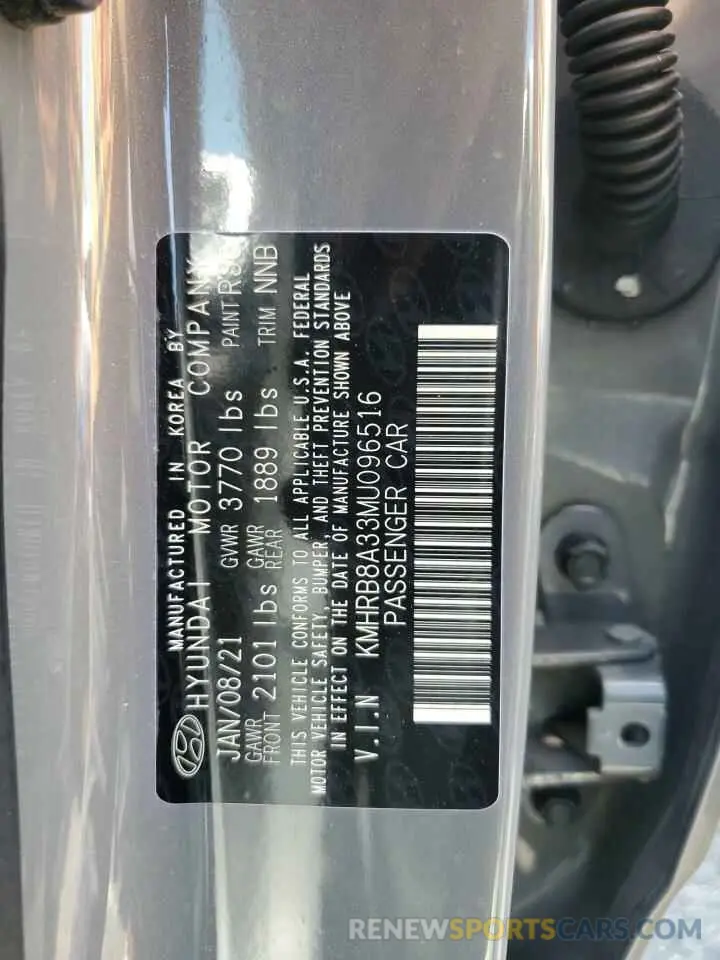 MANUFACTURED IN KOREA BY
HYUNDAI MOTOR COMPANY
JAN/08/21 GVWR 3770 lbs PAINT
GAWR FRONT 2101 lbs GAWR REAR 1889 lbs TRIM NNB
THIS VEHICLE CONFORMS TO ALL APPLICABLE U.S.A. FEDERAL
MOTOR VEHICLE SAFETY, BUMPER, AND THEFT PREVENTION STANDARDS
IN EFFECT ON THE DATE OF MANUFACTURE SHOWN ABOVE
V.I.N KMHRB8A33MU096516
PASSENGER CAR
RENEWSPORTSCARS.COM